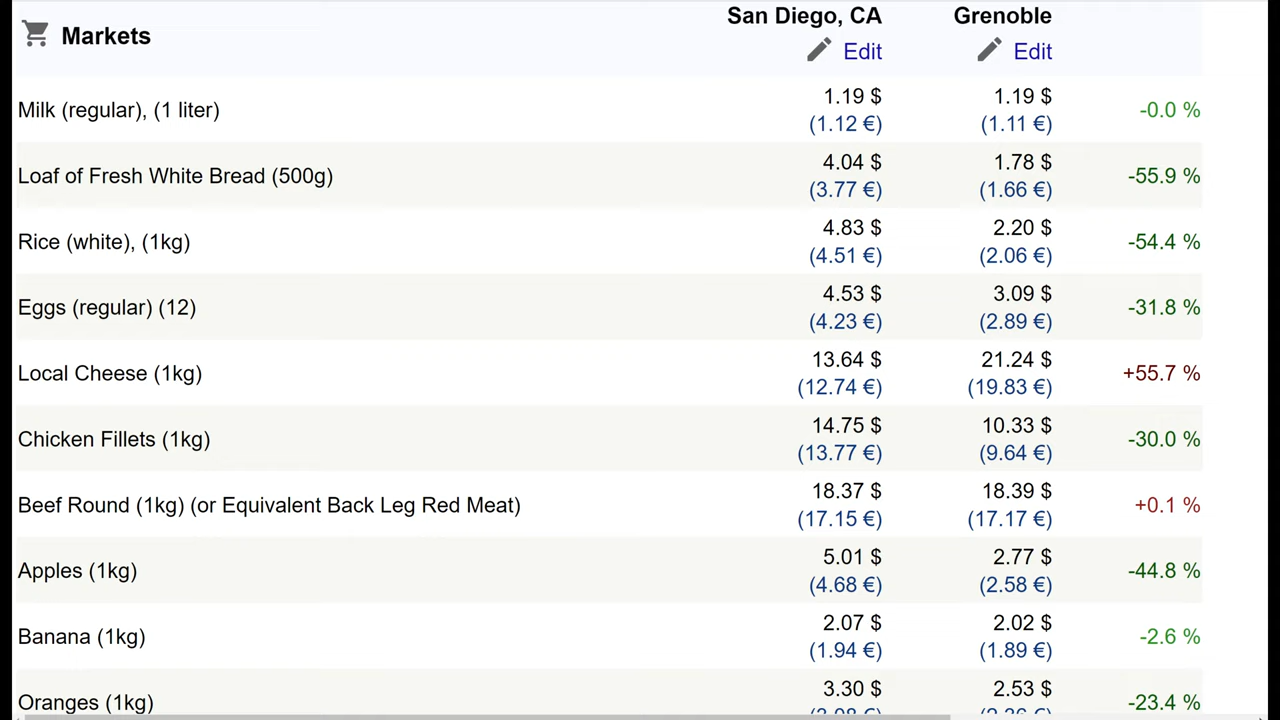 San Diego, CA Grenoble
Markets
Edit Edit
1.19 $ 1.19 $
Milk (regular), (1 liter) -0.0 %
(1.12 €) (1.11 €)
4.04 $ 1.78 $
Loaf of Fresh White Bread (500g) -55.9 %
(3.77 €) (1.66 €)
4.83 $ 2.20 $
Rice (white), (1kg) -54.4 %
(4.51 €) (2.06 €)
4.53 $ 3.09 $
Eggs (regular) (12) -31.8 %
(4.23 €) (2.89 €)
13.64 $ 21.24 $
Local Cheese (1kg) +55.7 %
(12.74 €) (19.83 €)
14.75 $ 10.33 $
Chicken Fillets (1kg) -30.0 %
(13.77 €) (9.64 €)
18.37 $ 18.39 $
Beef Round (1kg) (or Equivalent Back Leg Red Meat) +0.1 %
(17.15 €) (17.17 €)
5.01 $ 2.77 $
Apples (1kg) -44.8 %
(4.68 €) (2.58 €)
2.07 $ 2.02 $
Banana (1kg) -2.6 %
(1.94 €) (1.89 €)
3.30 $ 2.53 $
Oranges (1kg) -23.4 %